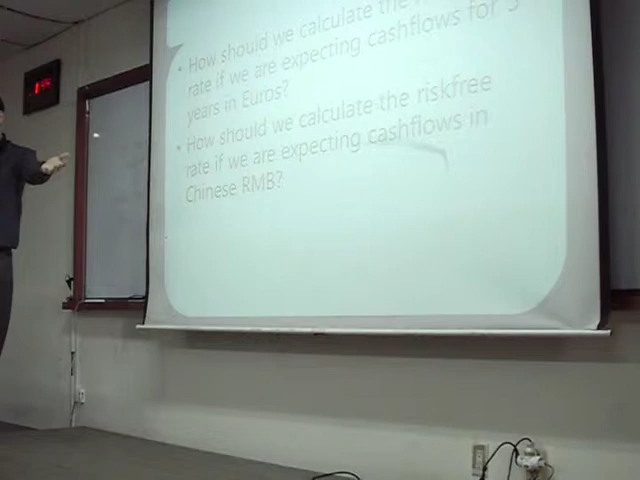 • How should we calculate the
rate if we are expecting cashflows for 5
years in Euros?
• How should we calculate the riskfree
rate if we are expecting cashflows in
Chinese RMB?